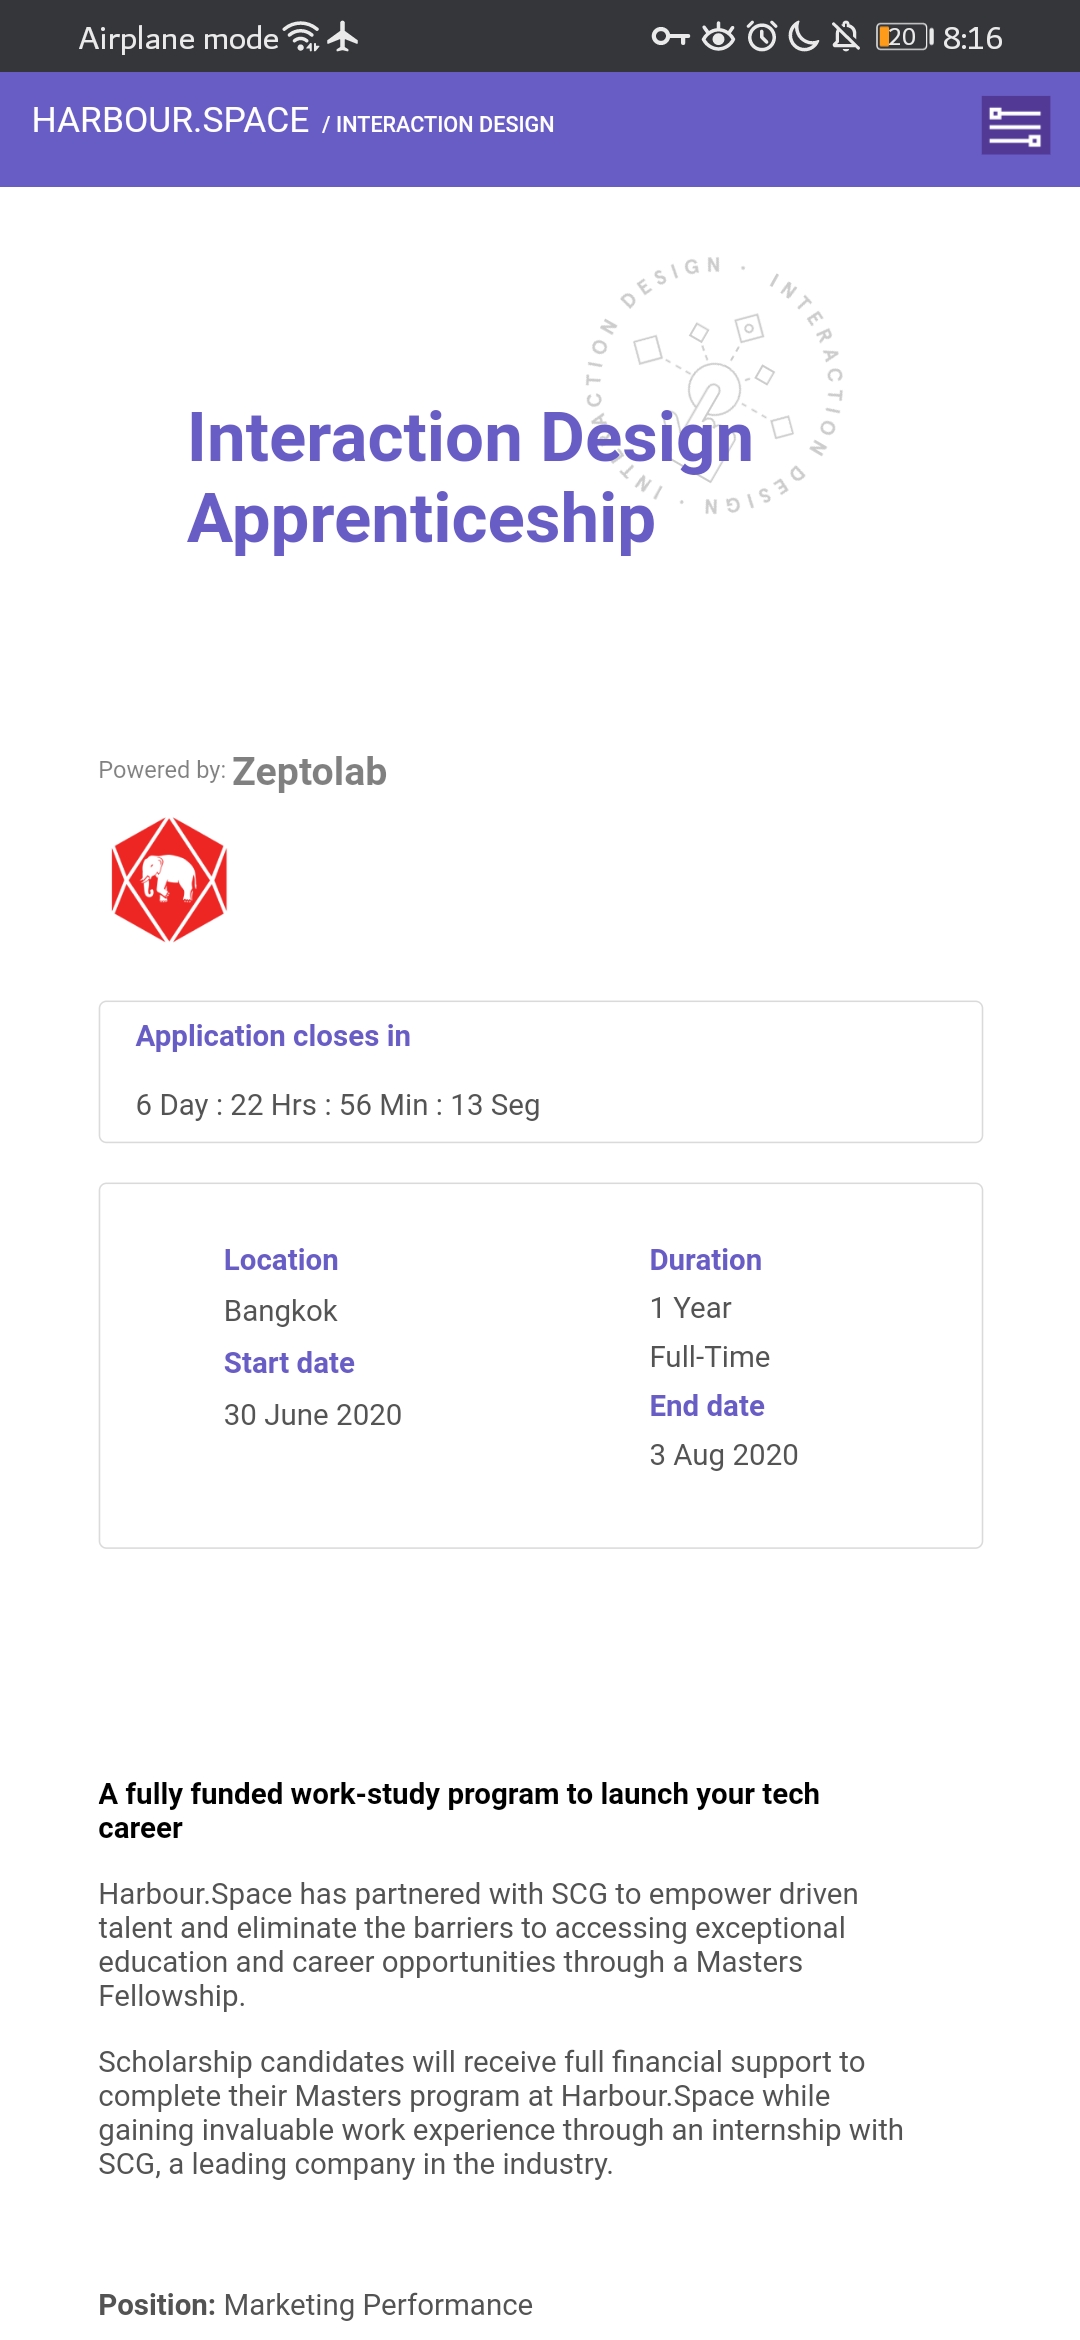 Airplane mode
20 8:16
HARBOUR.SPACE / INTERACTION DESIGN
INTERACTION DESIGN · INTERACTION DESIGN ·
Interaction Design
Apprenticeship
Powered by: Zeptolab
Application closes in
6 Day : 22 Hrs : 56 Min : 13 Seg
Location
Bangkok
Start date
30 June 2020
Duration
1 Year
Full-Time
End date
3 Aug 2020
A fully funded work-study program to launch your tech
career
Harbour.Space has partnered with SCG to empower driven
talent and eliminate the barriers to accessing exceptional
education and career opportunities through a Masters
Fellowship.
Scholarship candidates will receive full financial support to
complete their Masters program at Harbour.Space while
gaining invaluable work experience through an internship with
SCG, a leading company in the industry.
Position: Marketing Performance